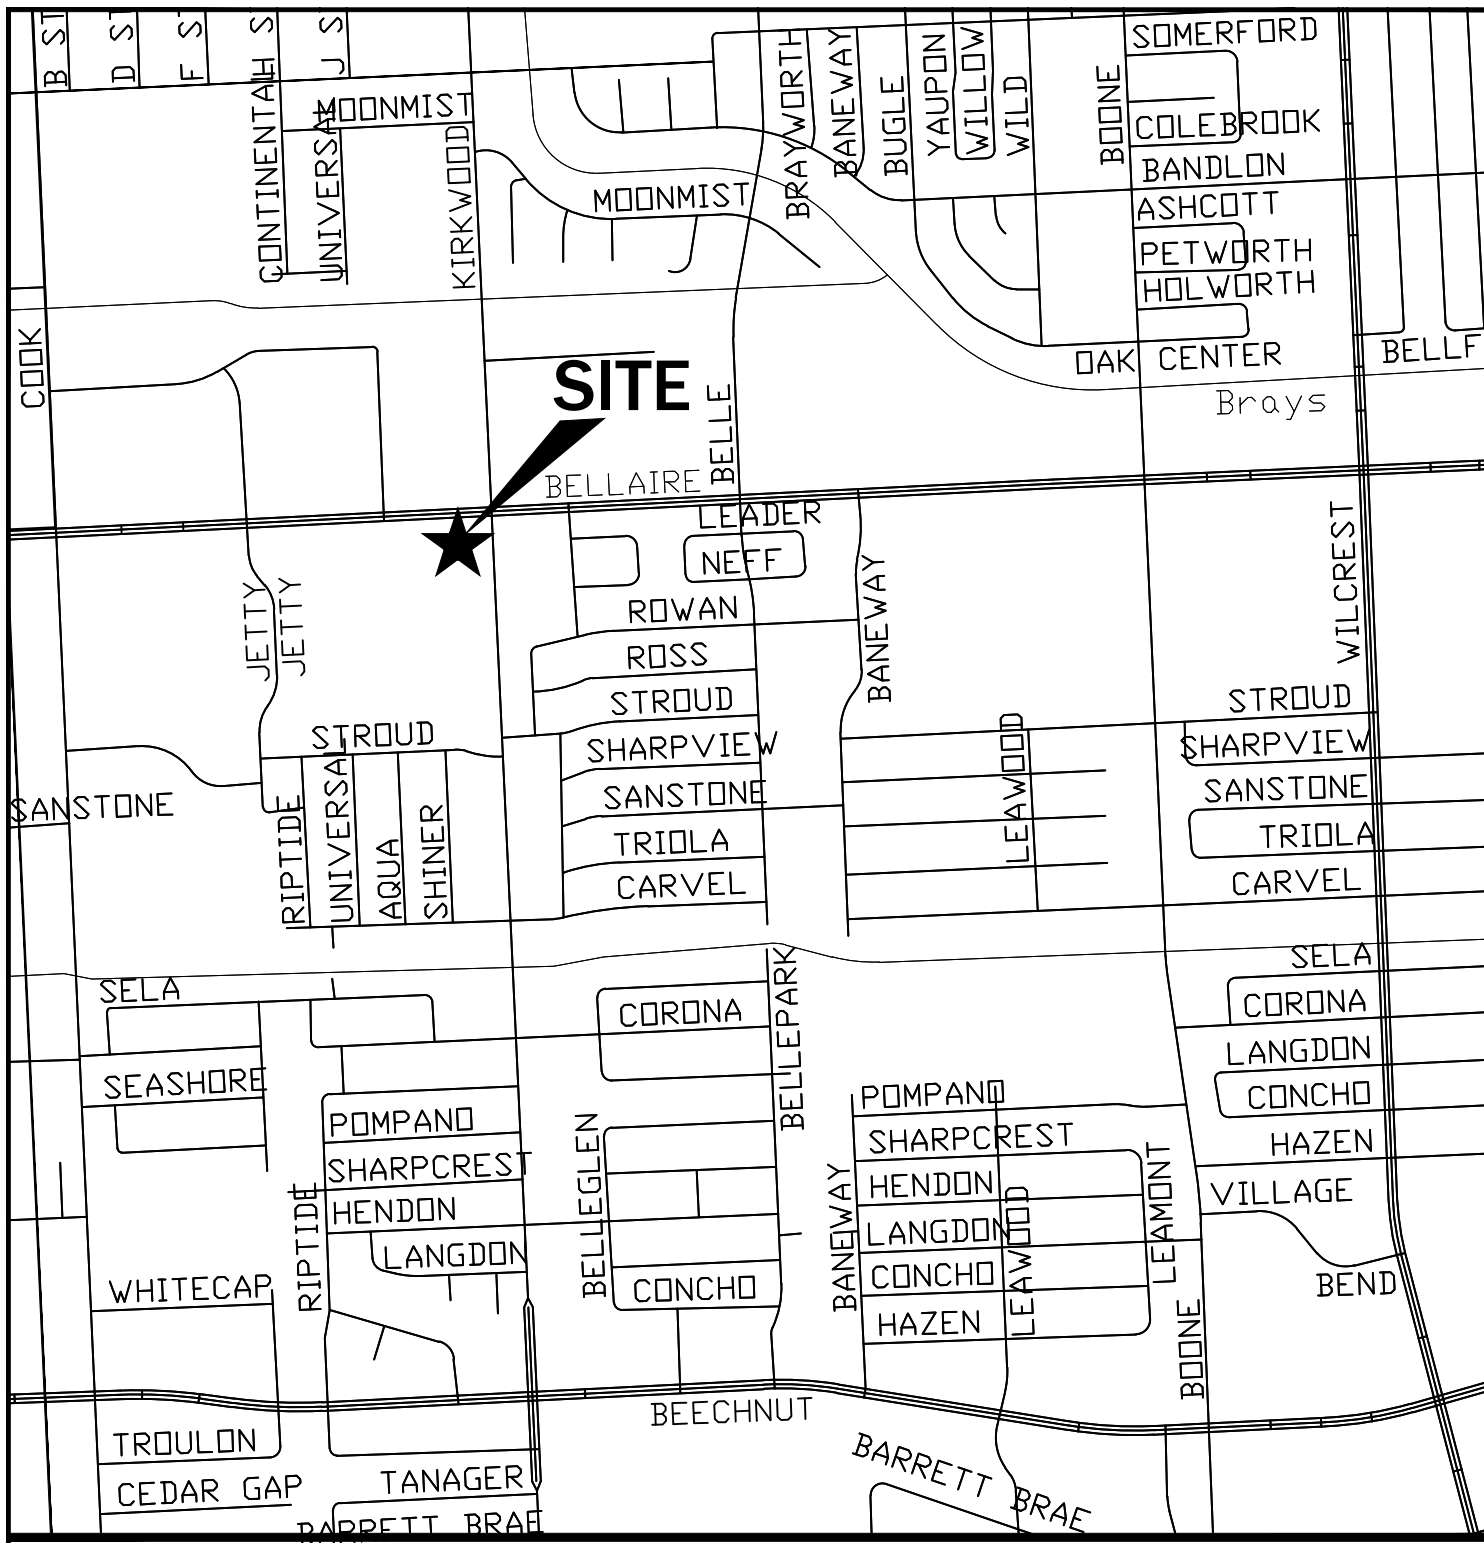 B ST
D ST
F ST
H S
J S
SOMERFORD
MOONMIST
CONTINENTAL
UNIVERSAL
KIRKWOOD
BRAYWORTH
BANEWAY
BUGLE
YAUPON
WILLOW
WILD
BOONE
COLEBROOK
BANDLON
MOONMIST
ASHCOTT
PETWORTH
HOLWORTH
COOK
OAK CENTER
BELLF
Brays
SITE
BELLE
BELLAIRE
LEADER
NEFF
WILCREST
JETTY
JETTY
ROWAN
BANEWAY
ROSS
STROUD
STROUD
STROUD
SHARPVIEW
SHARPVIEW
LEAWOOD
SANSTONE
SANSTONE
SANSTONE
RIPTIDE
UNIVERSAL
AQUA
SHINER
TRIOLA
TRIOLA
CARVEL
CARVEL
SELA
SELA
CORONA
CORONA
BELLEPARK
LANGDON
SEASHORE
CONCHO
POMPANO
POMPANO
SHARPCREST
SHARPCREST
HAZEN
BELLEGLEN
HENDON
HENDON
RIPTIDE
BANEWAY
LEAWOOD
LEAMONT
VILLAGE
LANGDON
LANGDON
WHITECAP
CONCHO
CONCHO
BEND
HAZEN
BOONE
BEECHNUT
TROULON
TANAGER
CEDAR GAP
BARRETT BRAE
BARRETT BRAE